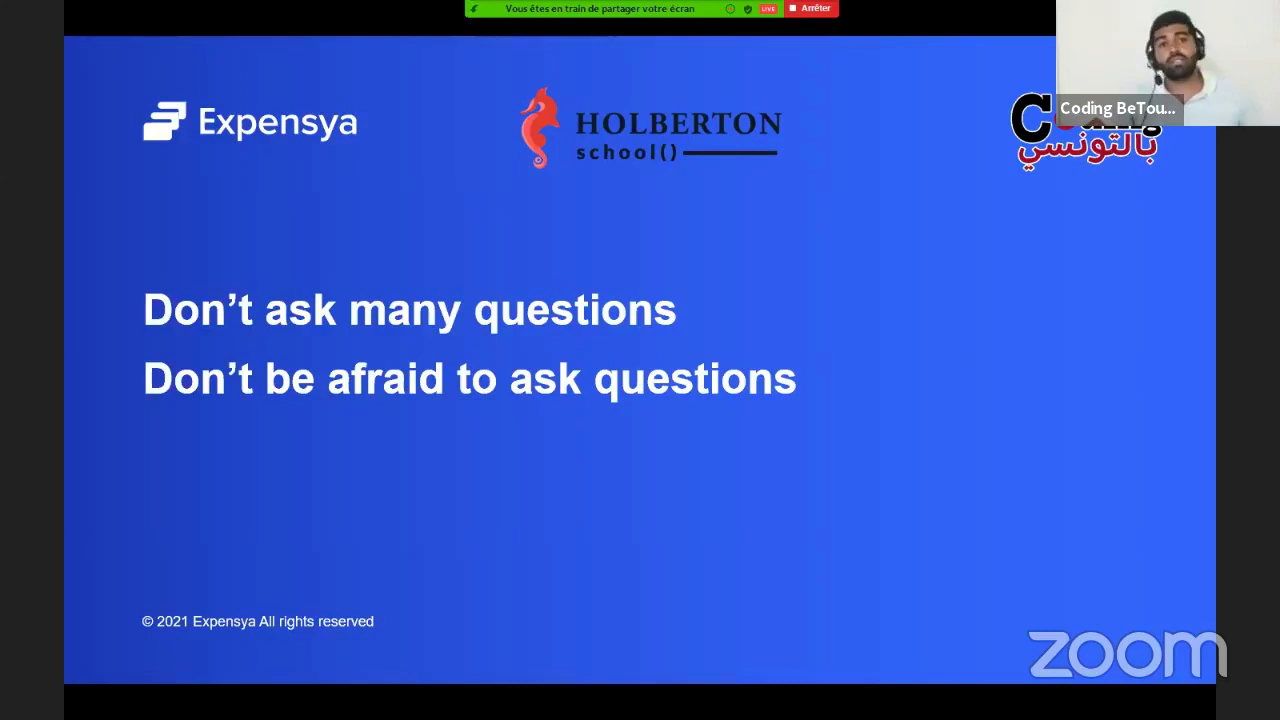 Vous êtes en train de partager votre écran
LIVE
Arrêter
Coding BeTou...
Expensya
HOLBERTON
school()
بالتونسي
Don't ask many questions
Don't be afraid to ask questions
© 2021 Expensya All rights reserved
zoom